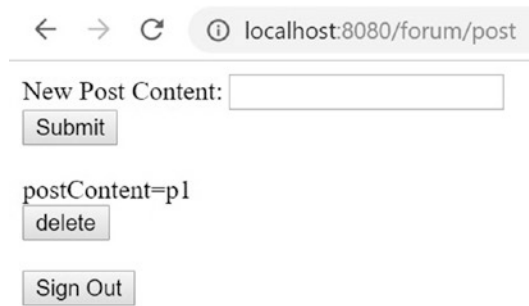 localhost:8080/forum/post
New Post Content:
Submit
postContent=p1
delete
Sign Out